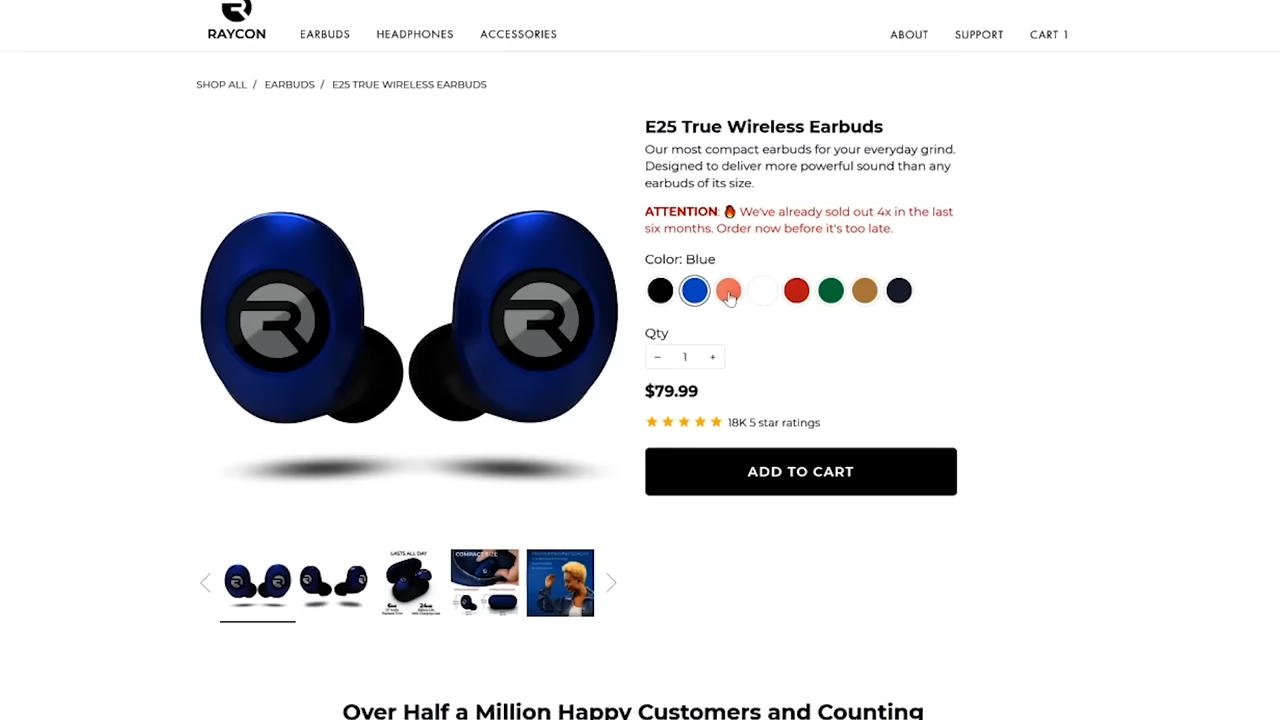 RAYCON
EARBUDS
HEADPHONES
ACCESSORIES
ABOUT
SUPPORT
CART 1
SHOP ALL / EARBUDS / E25 TRUE WIRELESS EARBUDS
E25 True Wireless Earbuds
Our most compact earbuds for your everyday grind.
Designed to deliver more powerful sound than any
earbuds of its size.
ATTENTION: 🔥 We've already sold out 4x in the last
six months. Order now before it's too late.
Color: Blue
Qty
− 1 +
$79.99
18K 5 star ratings
ADD TO CART
LASTS ALL DAY
COMPACT SIZE
Over Half a Million Happy Customers and Counting